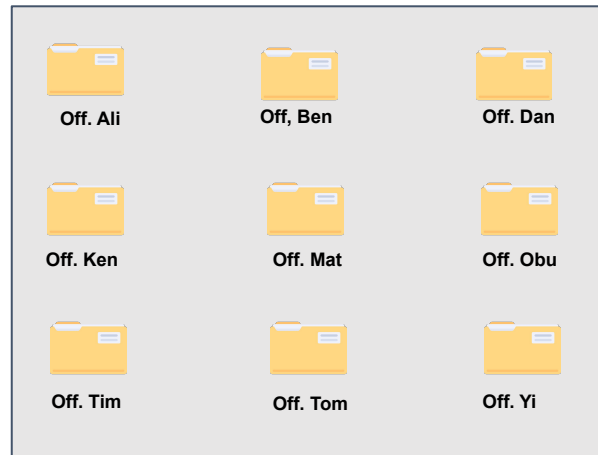 Off. Ali
Off, Ben
Off. Dan
Off. Ken
Off. Mat
Off. Obu
Off. Tim
Off. Tom
Off. Yi